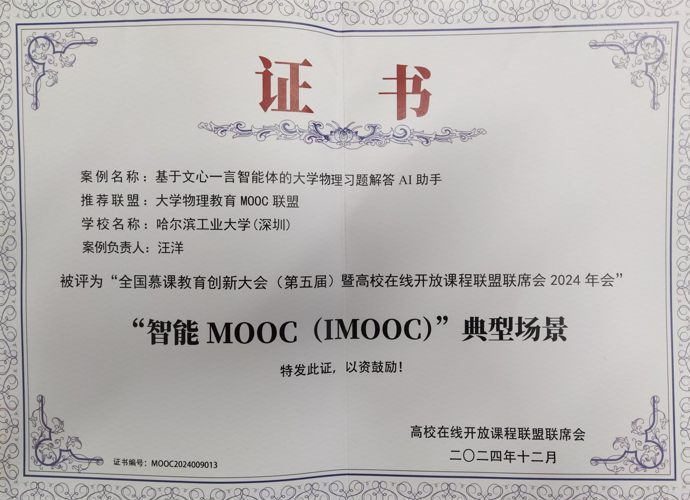 证 书
案例名称：基于文心一言智能体的大学物理习题解答 AI 助手
推荐联盟：大学物理教育 MOOC 联盟
学校名称：哈尔滨工业大学(深圳)
案例负责人：汪洋
被评为“全国慕课教育创新大会（第五届）暨高校在线开放课程联盟联席会 2024 年会”
“智能 MOOC（IMOOC）”典型场景
特发此证，以资鼓励！
高校在线开放课程联盟联席会
二〇二四年十二月
证书编号：MOOC2024009013